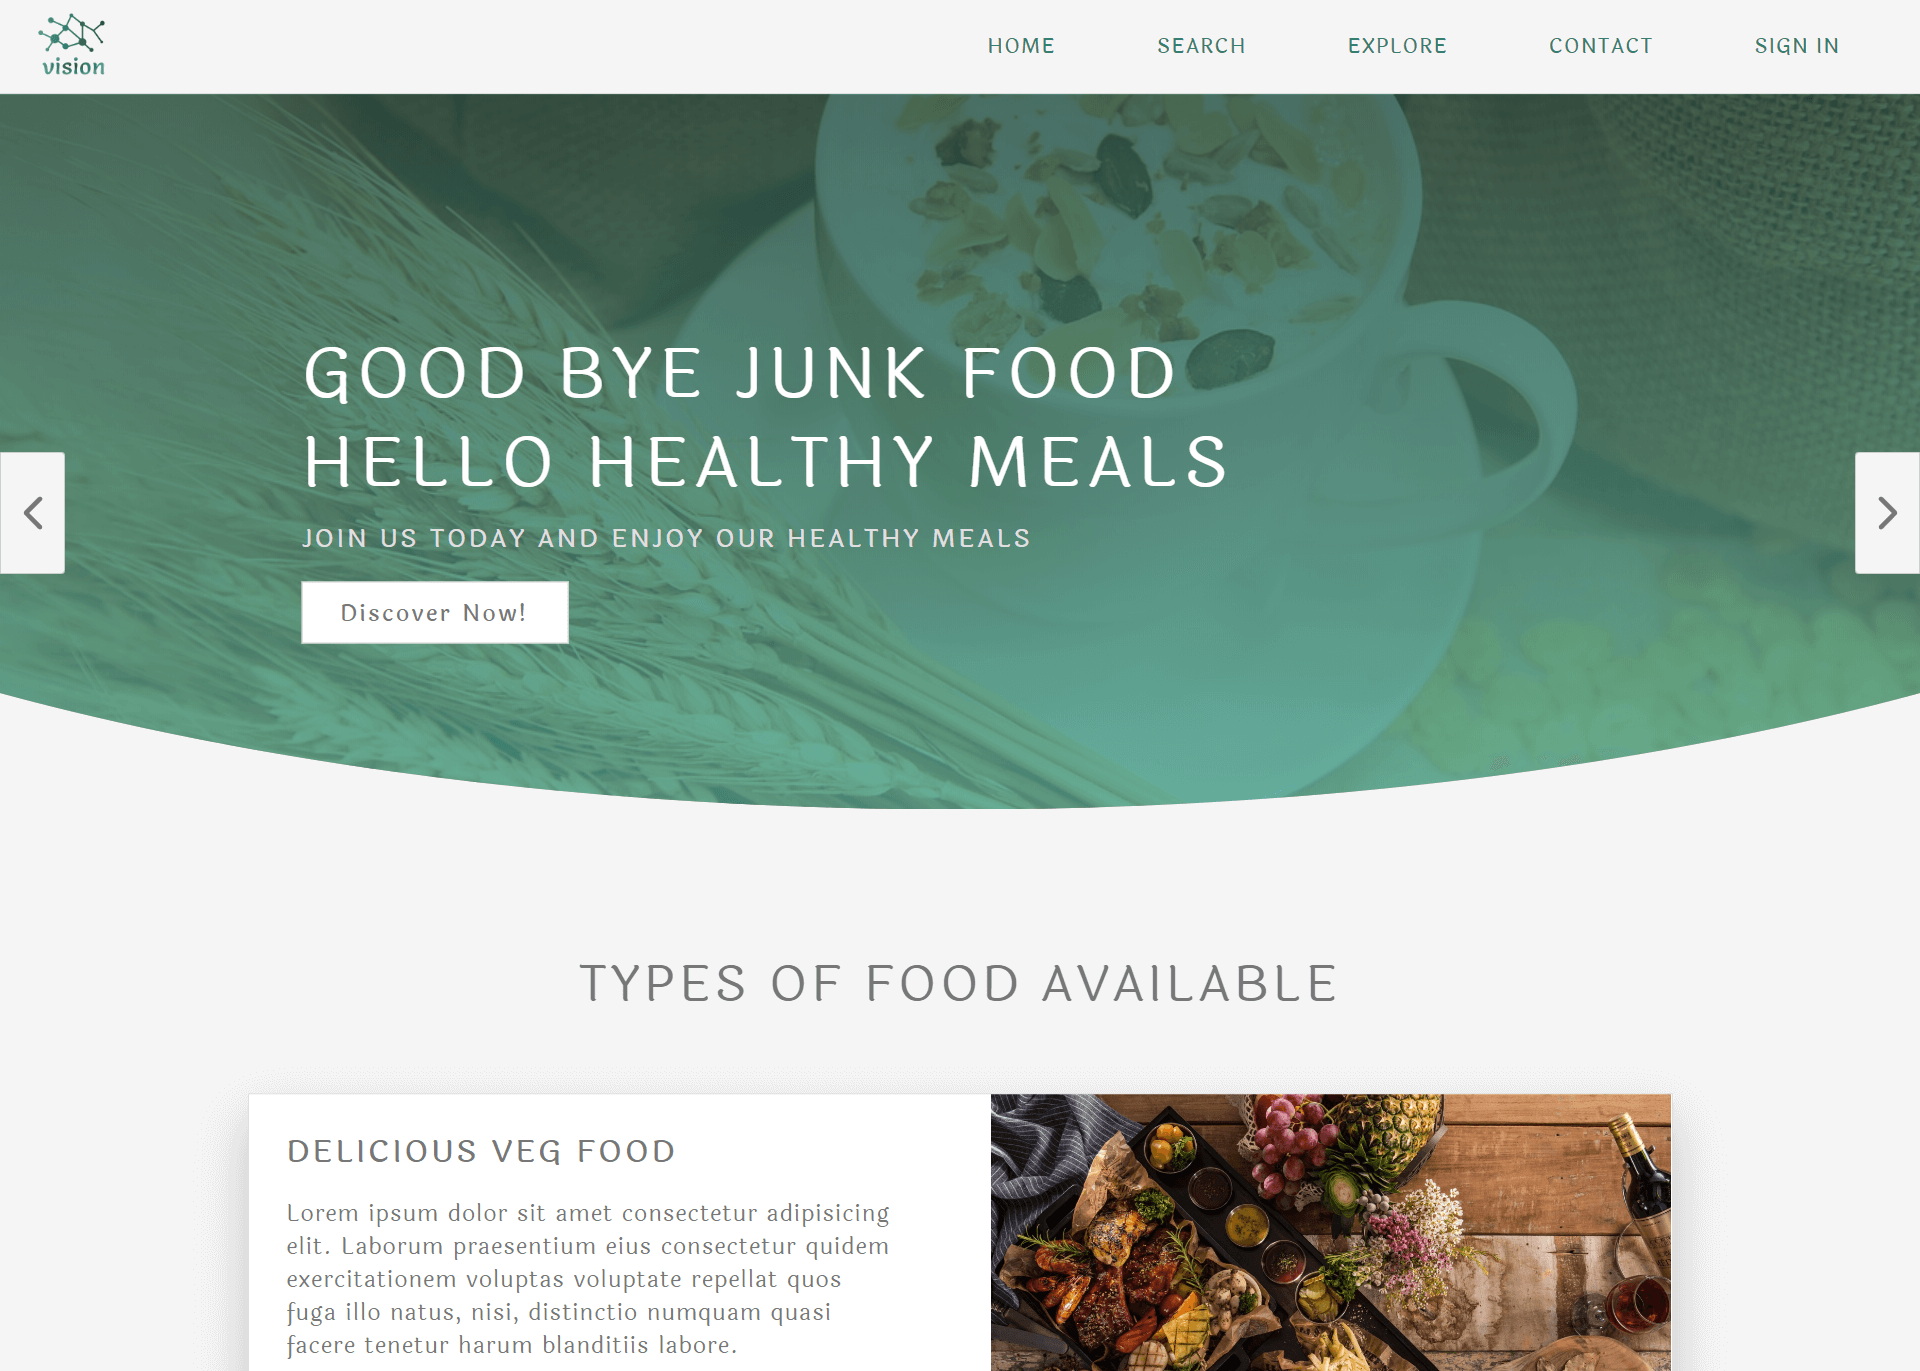 vision
HOME
SEARCH
EXPLORE
CONTACT
SIGN IN
GOOD BYE JUNK FOOD
HELLO HEALTHY MEALS
JOIN US TODAY AND ENJOY OUR HEALTHY MEALS
Discover Now!
TYPES OF FOOD AVAILABLE
DELICIOUS VEG FOOD
Lorem ipsum dolor sit amet consectetur adipisicing
elit. Laborum praesentium eius consectetur quidem
exercitationem voluptas voluptate repellat quos
fuga illo natus, nisi, distinctio numquam quasi
facere tenetur harum blanditiis labore.